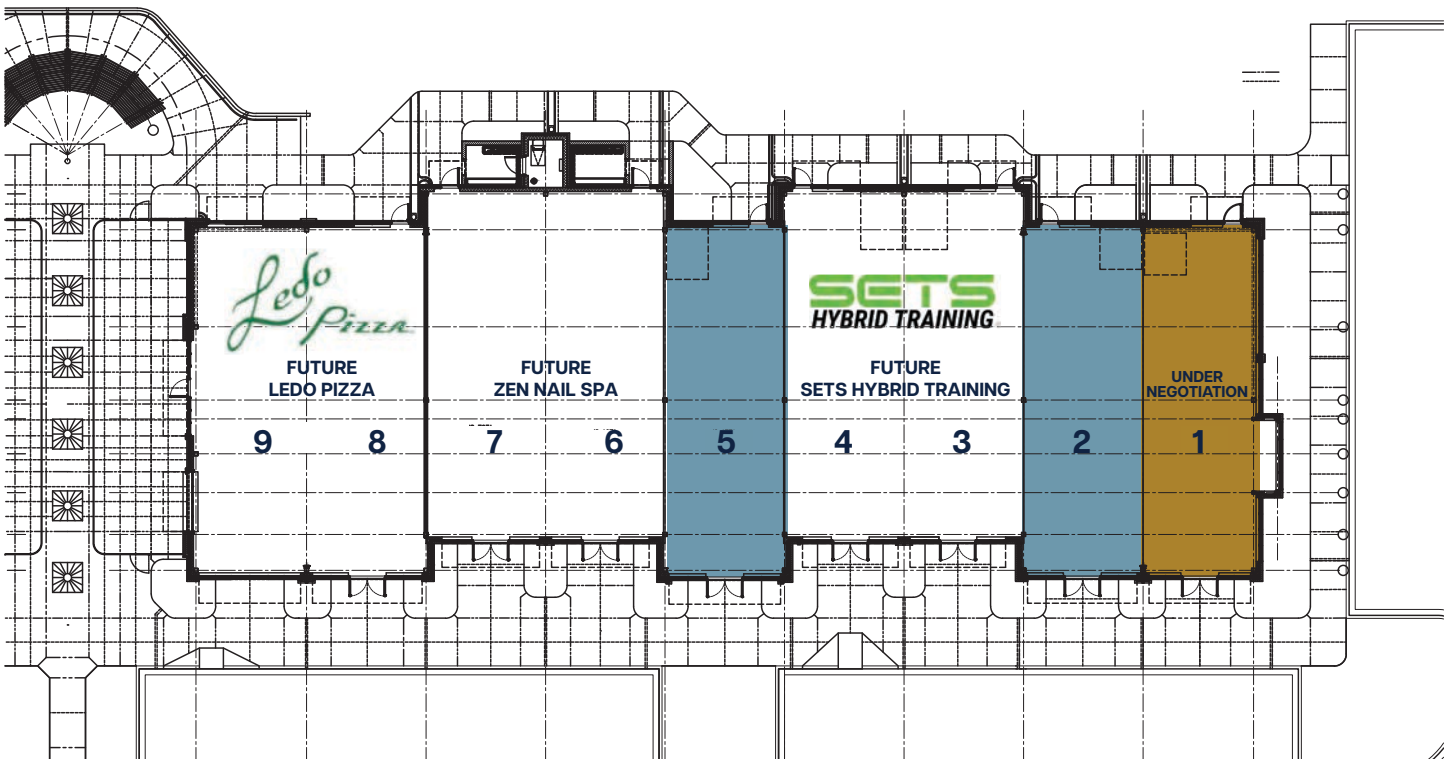 Ledo
Pizza
FUTURE
LEDO PIZZA
FUTURE
ZEN NAIL SPA
SETS
HYBRID TRAINING
FUTURE
SETS HYBRID TRAINING
UNDER
NEGOTIATION
9 8 7 6 5 4 3 2 1